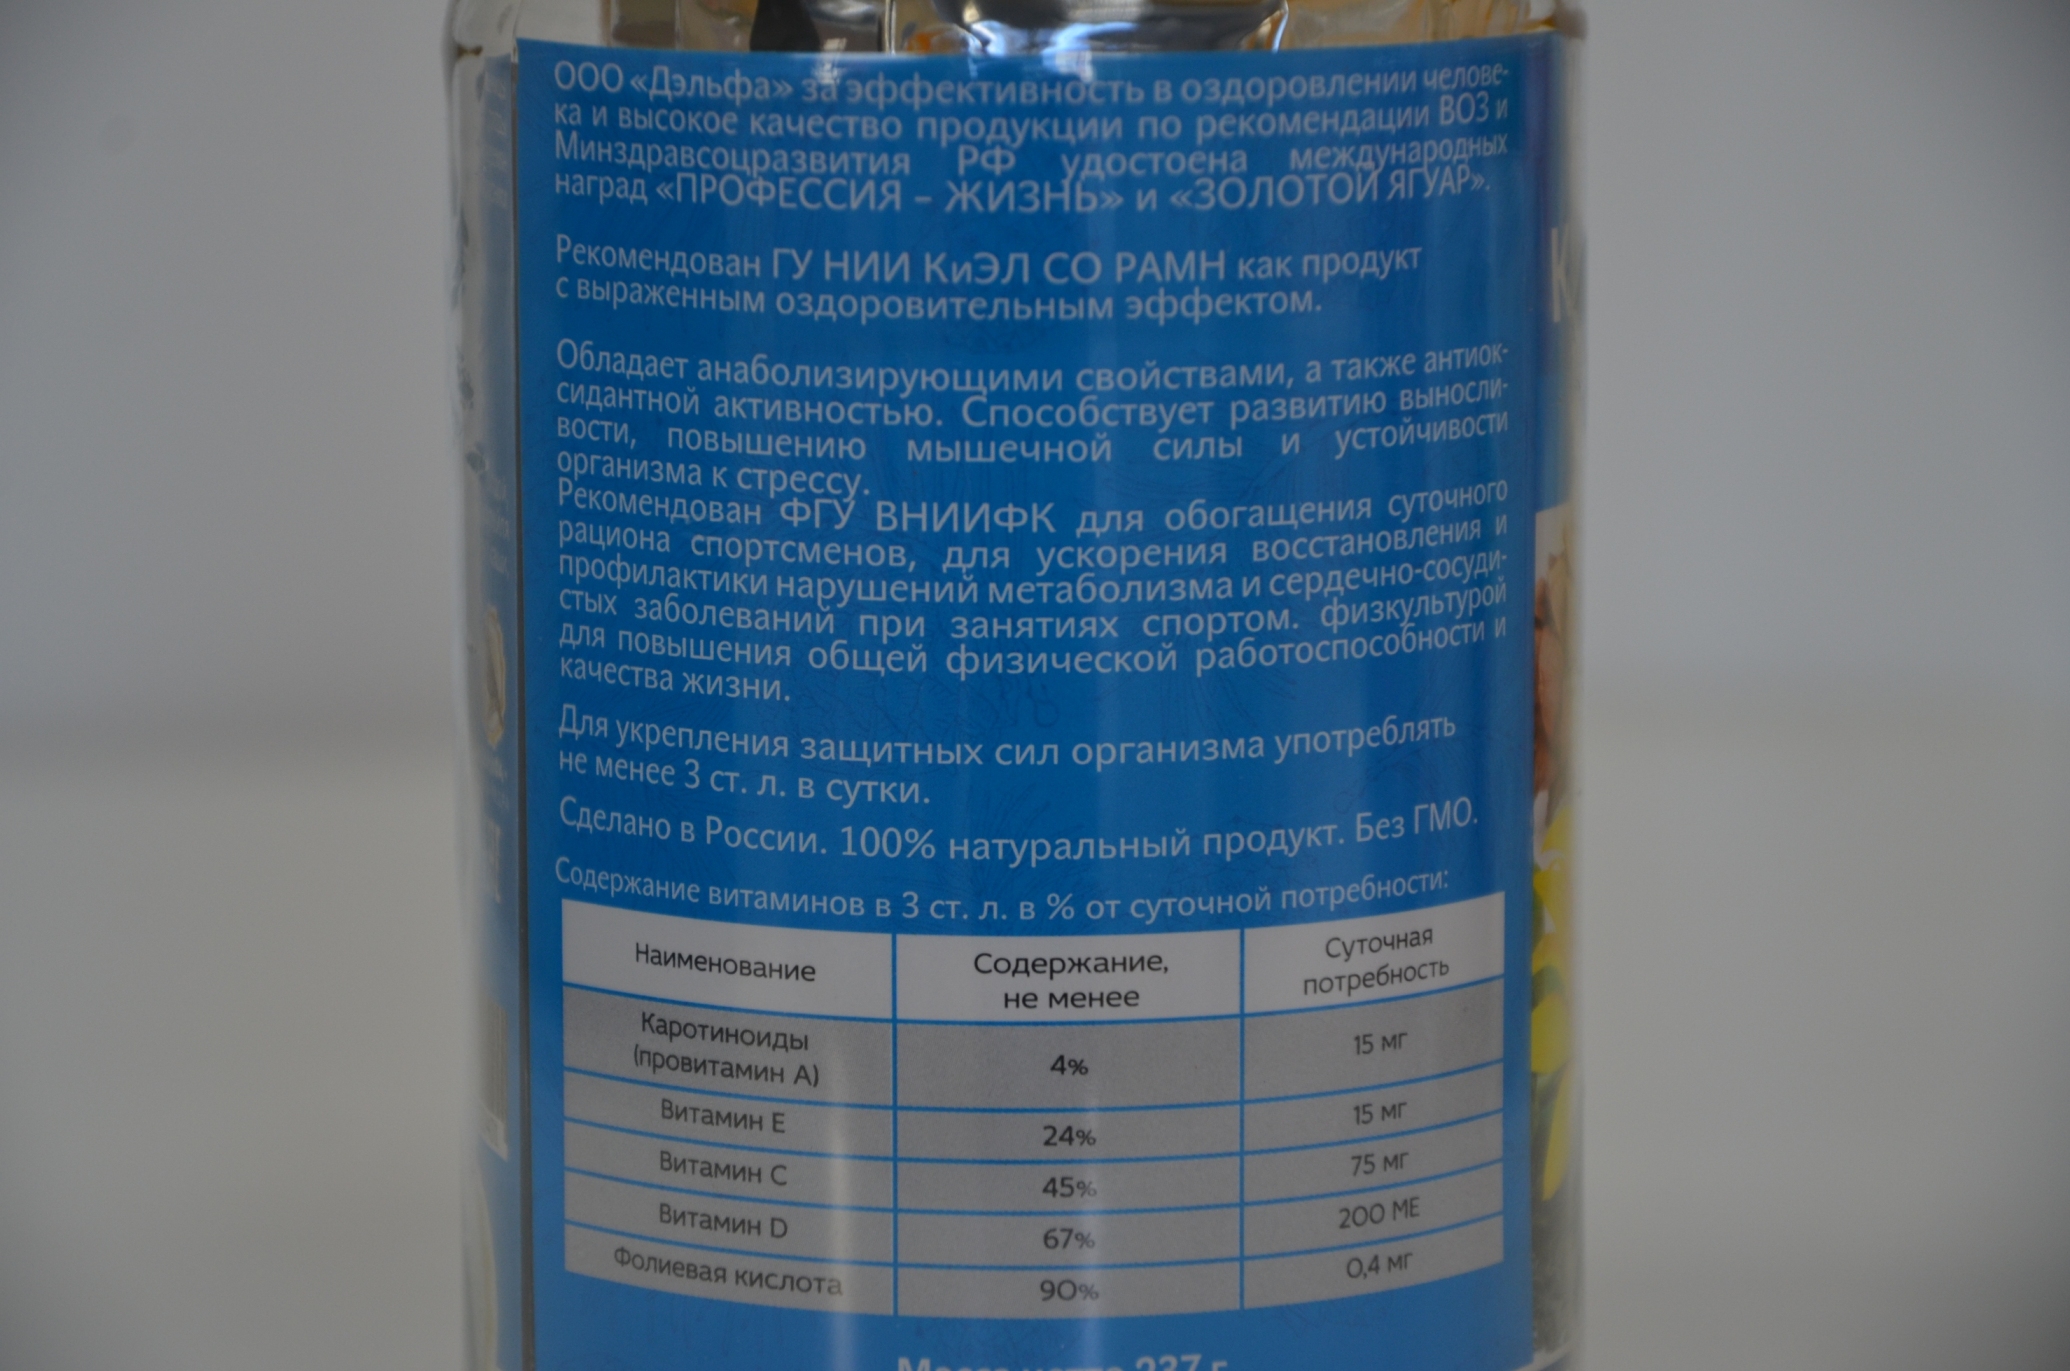 ООО «Дэльфа» за эффективность в оздоровлении челове-
ка и высокое качество продукции по рекомендации ВОЗ и
Минздравсоцразвития РФ удостоена международных
наград «ПРОФЕССИЯ – ЖИЗНЬ» и «ЗОЛОТОЙ ЯГУАР».
Рекомендован ГУ НИИ КиЭЛ СО РАМН как продукт
с выраженным оздоровительным эффектом.
Обладает анаболизирующими свойствами, а также антиок-
сидантной активностью. Способствует развитию выносли-
вости, повышению мышечной силы и устойчивости
организма к стрессу.
Рекомендован ФГУ ВНИИФК для обогащения суточного
рациона спортсменов, для ускорения восстановления и
профилактики нарушений метаболизма и сердечно-сосуди-
стых заболеваний при занятиях спортом. физкультурой
для повышения общей физической работоспособности и
качества жизни.
Для укрепления защитных сил организма употреблять
не менее 3 ст. л. в сутки.
Сделано в России. 100% натуральный продукт. Без ГМО.
Содержание витаминов в 3 ст. л. в % от суточной потребности:
Наименование Содержание, не менее Суточная потребность
Каротиноиды (провитамин А) 4% 15 мг
Витамин Е 24% 15 мг
Витамин С 45% 75 мг
Витамин D 67% 200 МЕ
Фолиевая кислота 90% 0,4 мг
Масса нетто 237 г